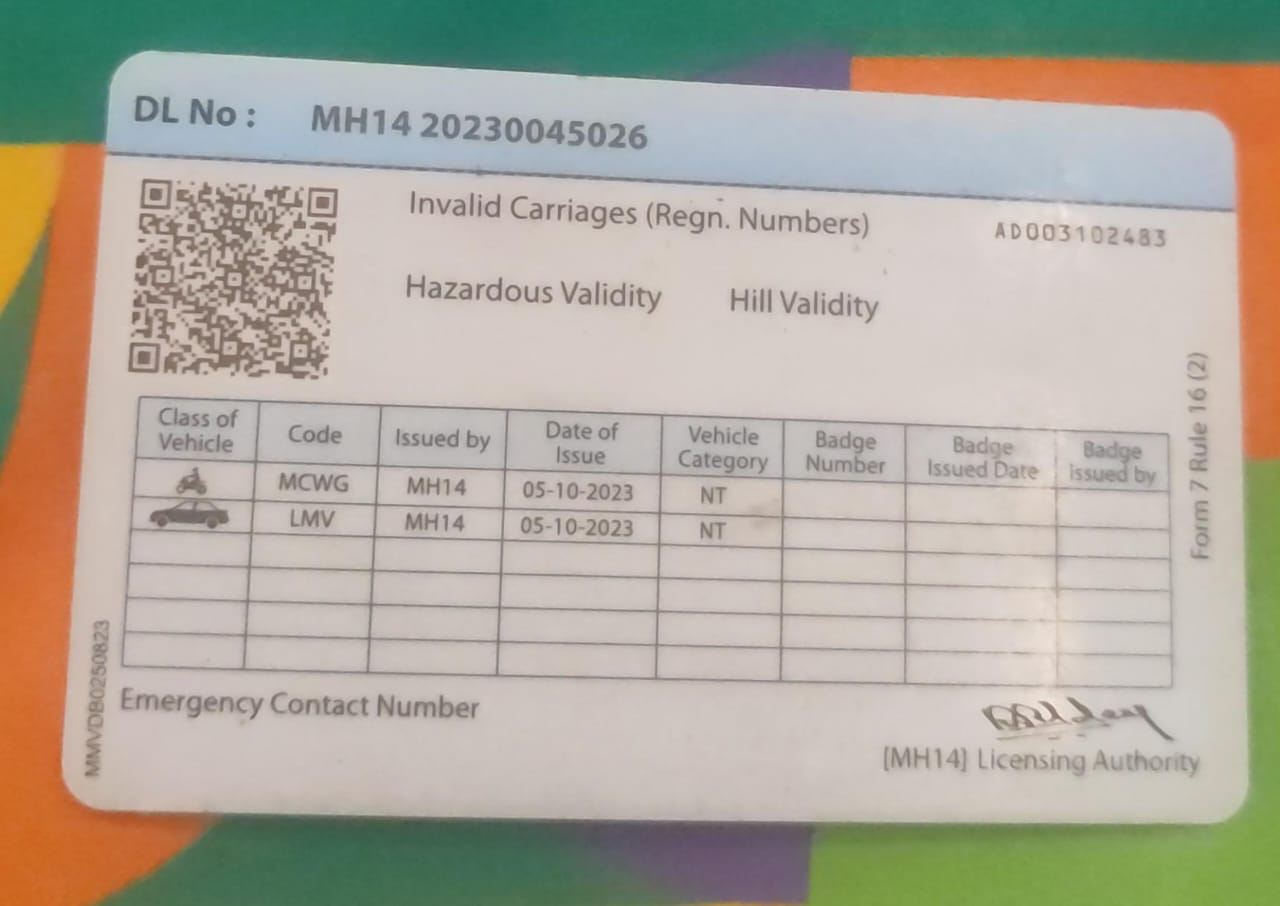 DL No : MH14 20230045026
Invalid Carriages (Regn. Numbers) AD003102483
Hazardous Validity Hill Validity
Class of Vehicle Code Issued by Date of Issue Vehicle Category Badge Number Badge Issued Date Badge issued by
MCWG MH14 05-10-2023 NT
LMV MH14 05-10-2023 NT
Form 7 Rule 16 (2)
MMVDB0250823
Emergency Contact Number
[MH14] Licensing Authority